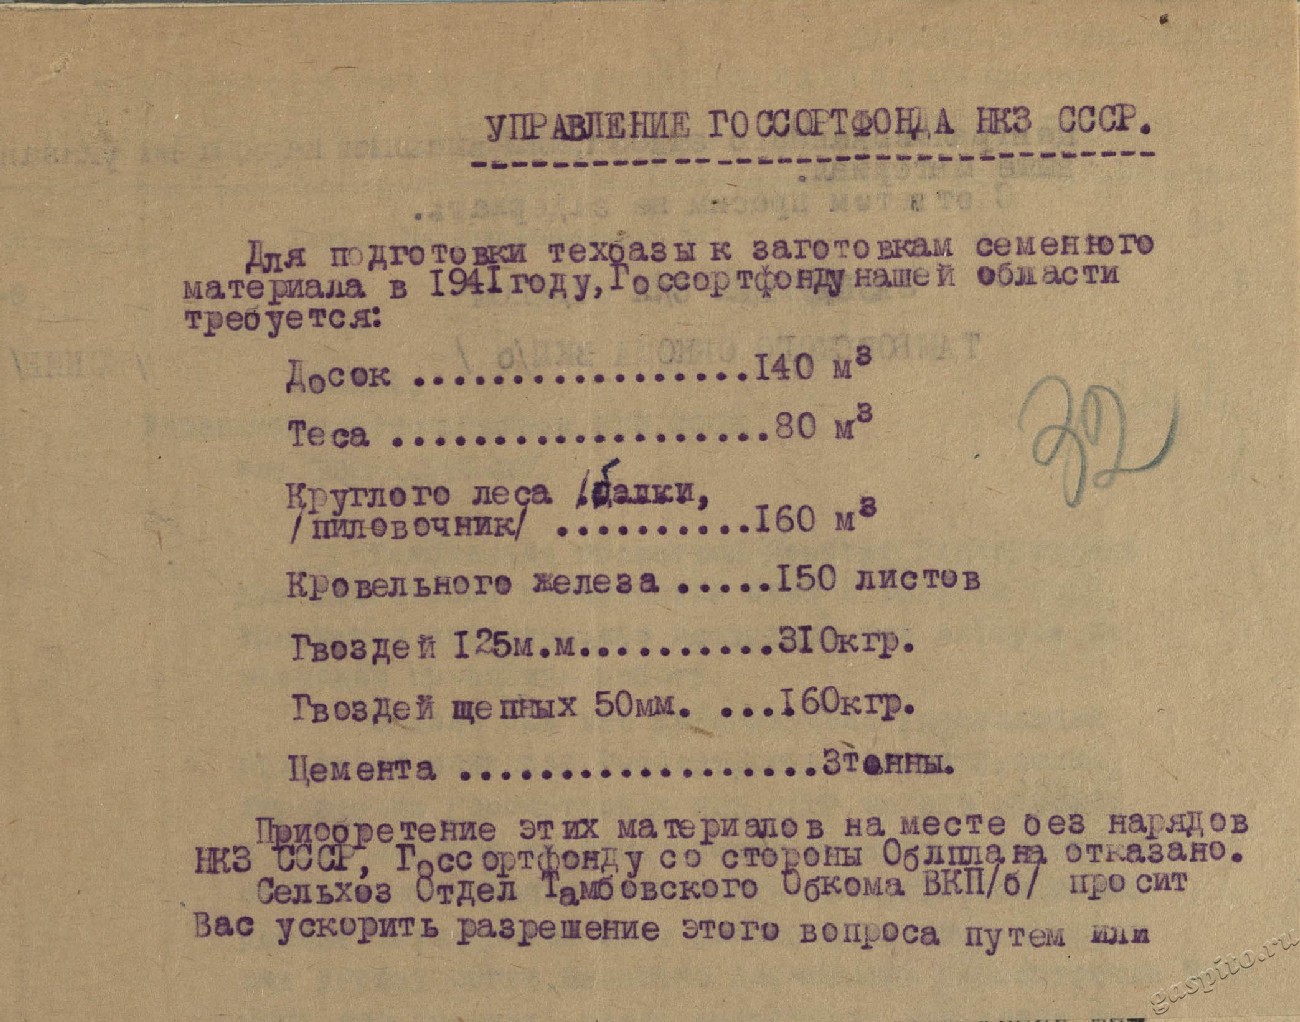 УПРАВЛЕНИЕ ГОССОРТФОНДА НКЗ СССР.
Для подготовки техбазы к заготовкам семенного
материала в 1941 году, Госсортфонду нашей области
требуется:
Досок ..................140 м³
Теса ....................80 м³
Круглого леса /балки,
/пиловочник/ ...........160 м³
Кровельного железа .....150 листов
Гвоздей 125м.м..........310кгр.
Гвоздей щепных 50мм. ...160кгр.
Цемента ...................3тонны.
Приобретение этих материалов на месте без нарядов
НКЗ СССР, Госсортфонду со стороны Облплана отказано.
Сельхоз Отдел Тамбовского Обкома ВКП/б/ просит
Вас ускорить разрешение этого вопроса путем или
32
gaspito.ru